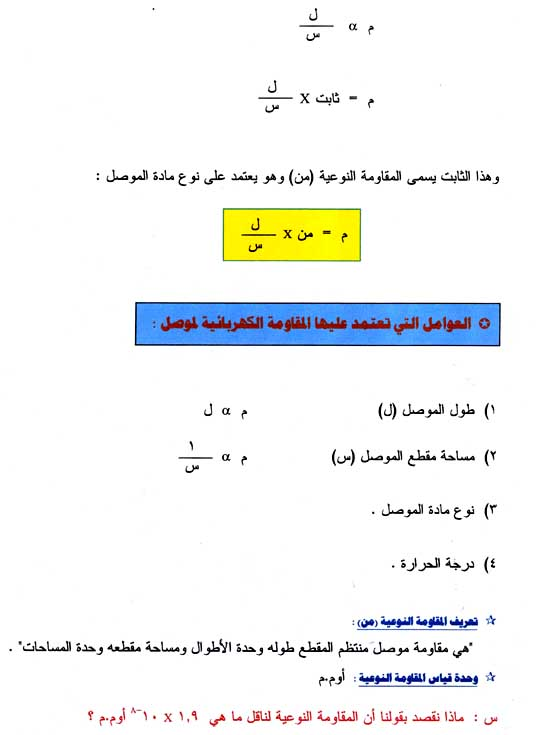 م α ل/س
م = ثابت x ل/س
وهذا الثابت يسمى المقاومة النوعية (من) وهو يعتمد على نوع مادة الموصل :
م = من x ل/س
✪ العوامل التي تعتمد عليها المقاومة الكهربائية لموصل :
١) طول الموصل (ل) م α ل
٢) مساحة مقطع الموصل (س) م α ١/س
٣) نوع مادة الموصل .
٤) درجة الحرارة .
☆ تعريف المقاومة النوعية (من) :
"هي مقاومة موصل منتظم المقطع طوله وحدة الأطوال ومساحة مقطعه وحدة المساحات" .
☆ وحدة قياس المقاومة النوعية : أوم.م
س : ماذا نقصد بقولنا أن المقاومة النوعية لناقل ما هي ١,٩ x ١٠⁻⁸ أوم.م ؟